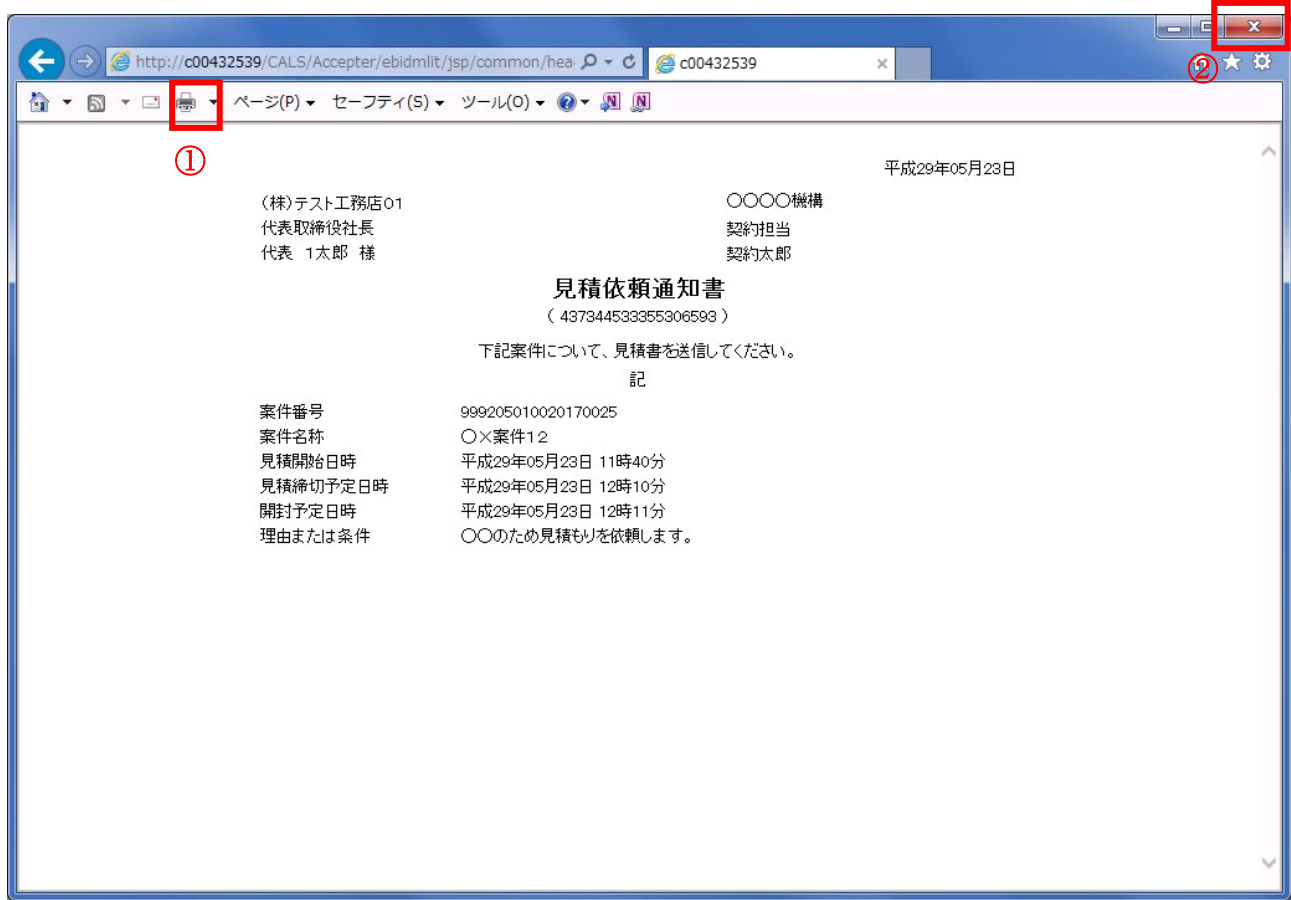 http://c00432539/CALS/Accepter/ebidmlit/jsp/common/hea
c00432539
②
ページ(P) セーフティ(S) ツール(O)
①
平成29年05月23日
(株)テスト工務店01 〇〇〇〇機構
代表取締役社長 契約担当
代表 1太郎 様 契約太郎
見積依頼通知書
( 437344533355306593 )
下記案件について、見積書を送信してください。
記
案件番号 999205010020170025
案件名称 〇×案件12
見積開始日時 平成29年05月23日 11時40分
見積締切予定日時 平成29年05月23日 12時10分
開封予定日時 平成29年05月23日 12時11分
理由または条件 〇〇のため見積もりを依頼します。